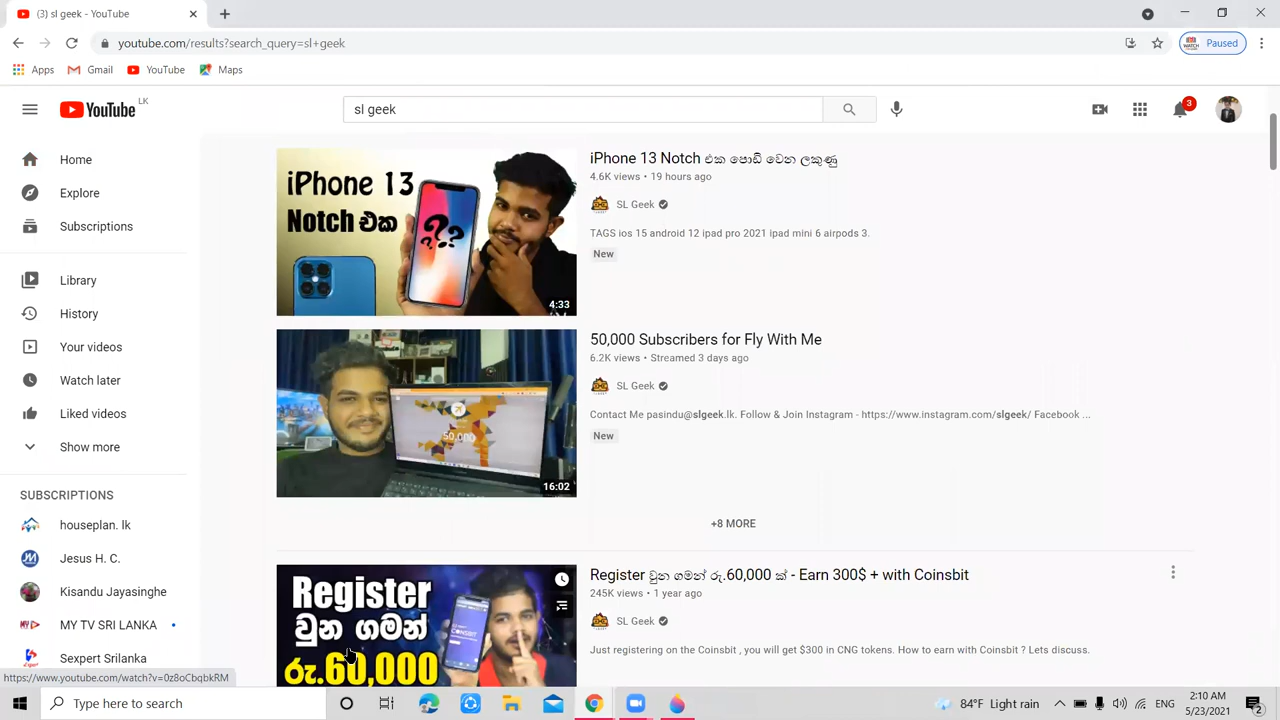 (3) sl geek - YouTube
youtube.com/results?search_query=sl+geek
Paused
Apps Gmail YouTube Maps
YouTube LK
sl geek
3
Home
Explore
Subscriptions
Library
History
Your videos
Watch later
Liked videos
Show more
SUBSCRIPTIONS
houseplan. lk
Jesus H. C.
Kisandu Jayasinghe
MY TV SRI LANKA
Sexpert Srilanka
iPhone 13
Notch එක
???
4:33
iPhone 13 Notch එක පොඩි වෙන ලකුණු
4.6K views • 19 hours ago
SL Geek
TAGS ios 15 android 12 ipad pro 2021 ipad mini 6 airpods 3.
New
50,000
16:02
50,000 Subscribers for Fly With Me
6.2K views • Streamed 3 days ago
SL Geek
Contact Me pasindu@slgeek.lk. Follow & Join Instagram - https://www.instagram.com/slgeek/ Facebook ...
New
+8 MORE
Register
වුන ගමන්
රු.60,000
Register වුන ගමන් රු.60,000 ක් - Earn 300$ + with Coinsbit
245K views • 1 year ago
SL Geek
Just registering on the Coinsbit , you will get $300 in CNG tokens. How to earn with Coinsbit ? Lets discuss.
https://www.youtube.com/watch?v=0z8oCbqbkRM
Type here to search
84°F Light rain
ENG
2:10 AM
5/23/2021
2